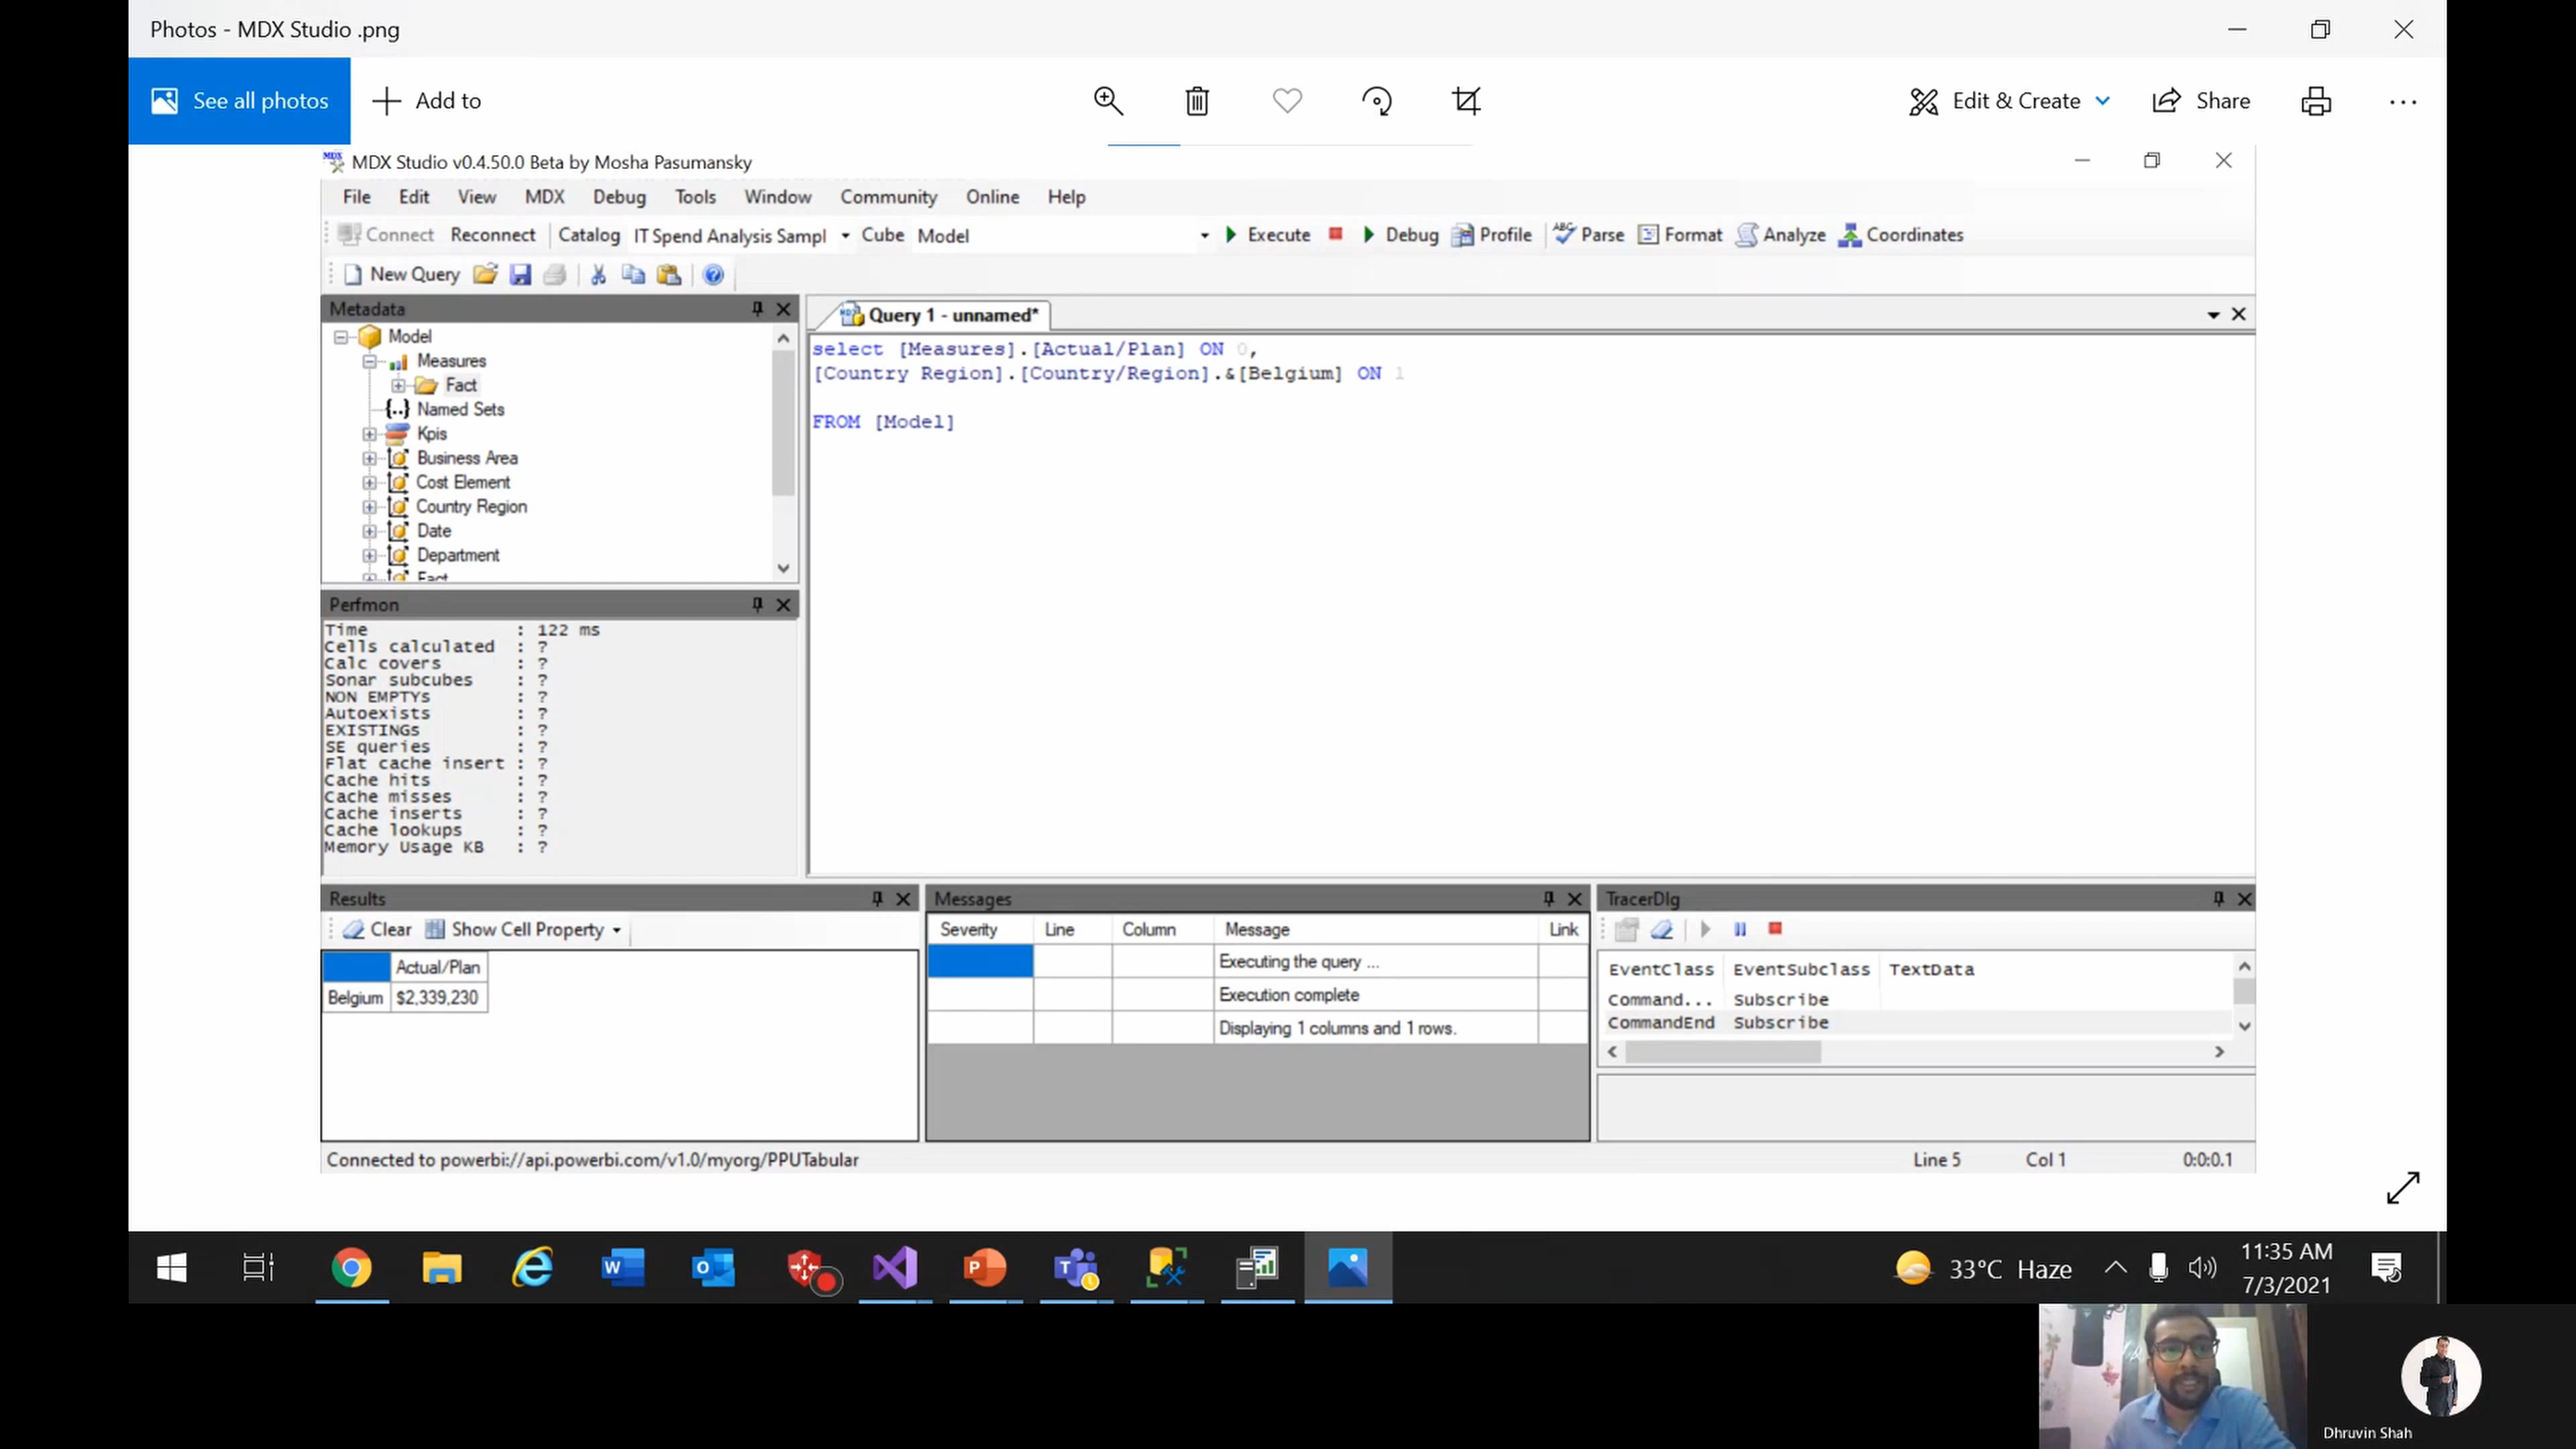 Photos - MDX Studio .png
See all photos
Add to
Edit & Create
Share
MDX Studio v0.4.50.0 Beta by Mosha Pasumansky
File Edit View MDX Debug Tools Window Community Online Help
Connect Reconnect Catalog IT Spend Analysis Sampl Cube Model Execute Debug Profile Parse Format Analyze Coordinates
New Query
Metadata
Model
Measures
Fact
Named Sets
Kpis
Business Area
Cost Element
Country Region
Date
Department
Fact
Query 1 - unnamed*
select [Measures].[Actual/Plan] ON 0,
[Country Region].[Country/Region].&[Belgium] ON 1
FROM [Model]
Perfmon
Time : 122 ms
Cells calculated : ?
Calc covers : ?
Sonar subcubes : ?
NON EMPTYs : ?
Autoexists : ?
EXISTINGs : ?
SE queries : ?
Flat cache insert : ?
Cache hits : ?
Cache misses : ?
Cache inserts : ?
Cache lookups : ?
Memory Usage KB : ?
Results
Clear Show Cell Property
Actual/Plan
Belgium $2,339,230
Messages
Severity Line Column Message Link
Executing the query ...
Execution complete
Displaying 1 columns and 1 rows.
TracerDlg
EventClass EventSubclass TextData
Command... Subscribe
CommandEnd Subscribe
Connected to powerbi://api.powerbi.com/v1.0/myorg/PPUTabular
Line 5 Col 1 0:0:0.1
33°C Haze
11:35 AM
7/3/2021
Dhruvin Shah